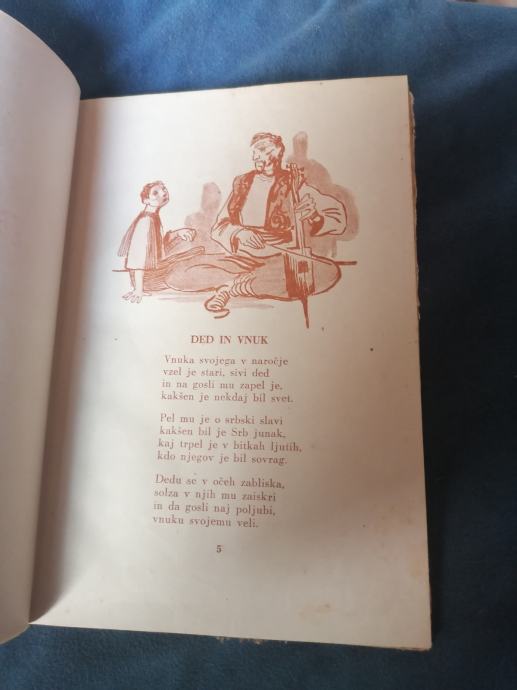 DED IN VNUK
Vnuka svojega v naročje
vzel je stari, sivi ded
in na gosli mu zapel je,
kakšen je nekdaj bil svet.
Pel mu je o srbski slavi
kakšen bil je Srb junak,
kaj trpel je v bitkah ljutih,
kdo njegov je bil sovrag.
Dedu se v očeh zabliska,
solza v njih mu zaiskri
in da gosli naj poljubi,
vnuku svojemu veli.
5